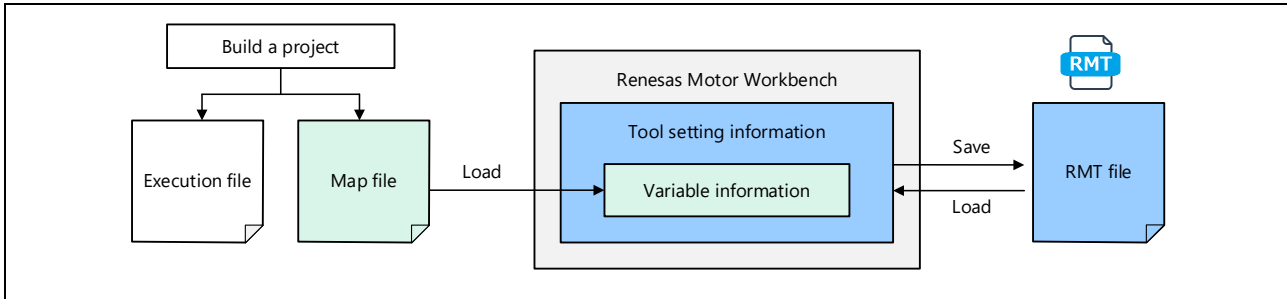 Build a project
Renesas Motor Workbench
RMT
Tool setting information
Execution file
Map file
Load
Variable information
Save
Load
RMT file